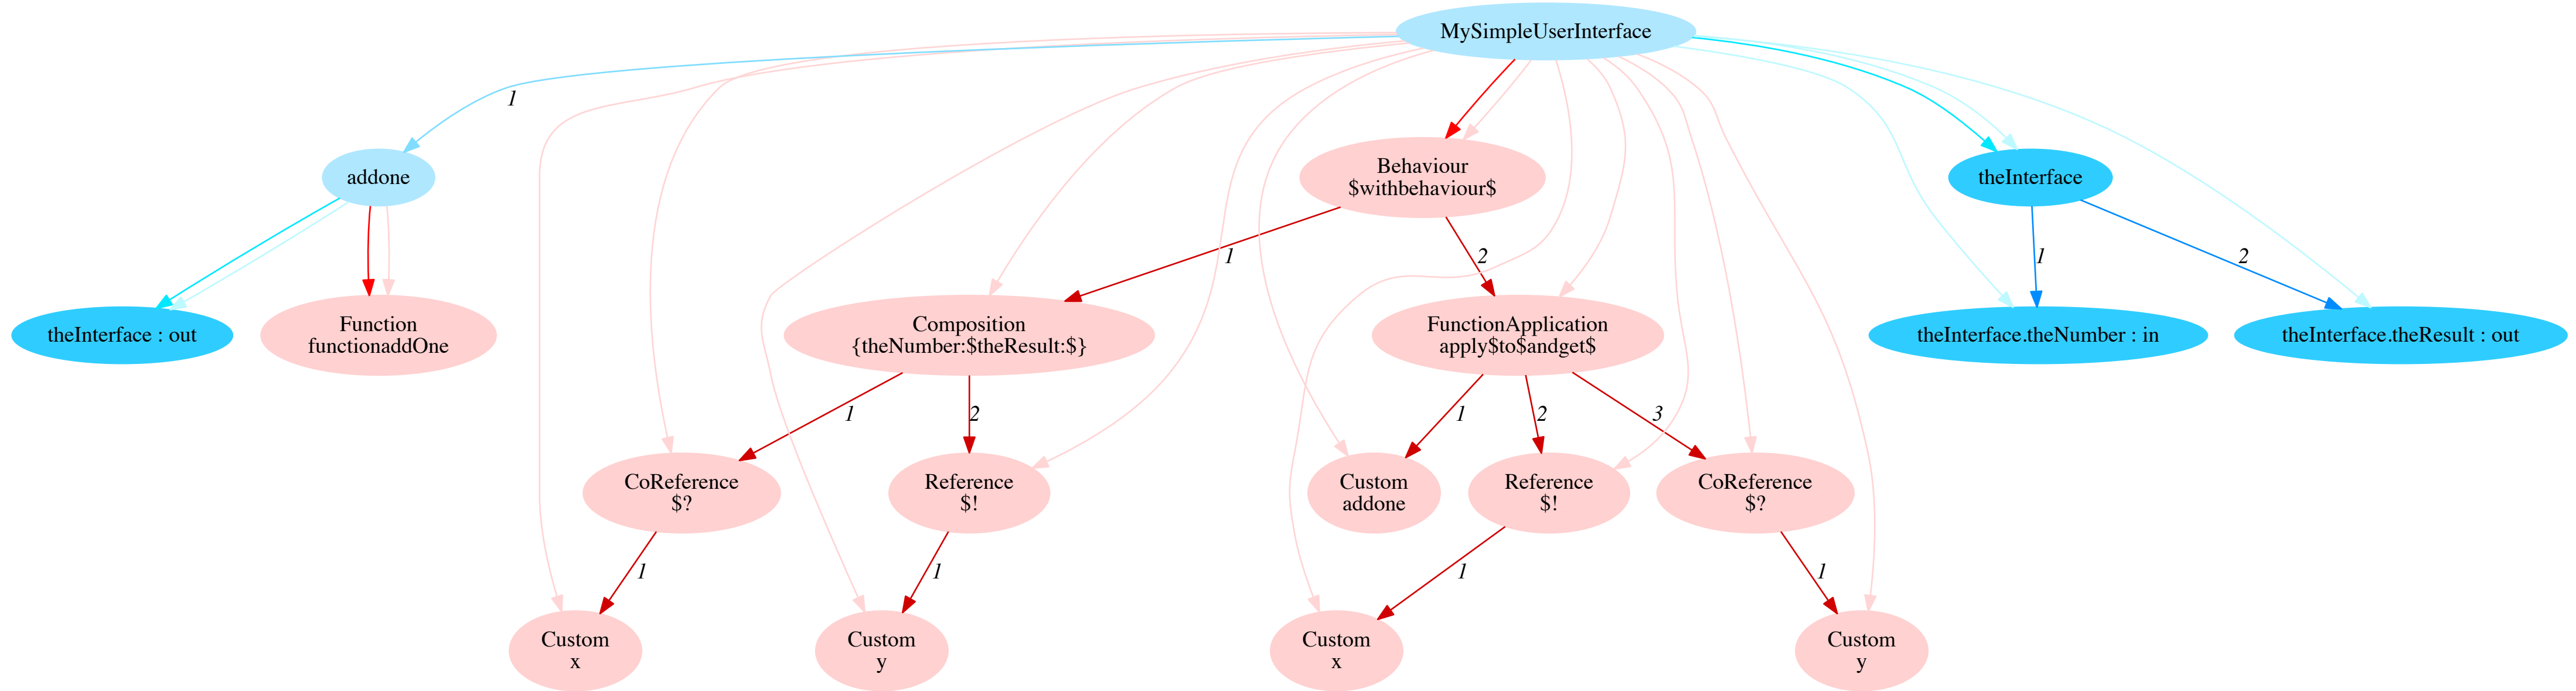 MySimpleUserInterface
1
addone
Behaviour
$withbehaviour$
theInterface
1
2
1
2
theInterface : out
Function
functionaddOne
Composition
{theNumber:$theResult:$}
FunctionApplication
apply$to$andget$
theInterface.theNumber : in
theInterface.theResult : out
1
2
1
2
3
CoReference
$?
Reference
$!
Custom
addone
Reference
$!
CoReference
$?
1
1
1
1
Custom
x
Custom
y
Custom
x
Custom
y